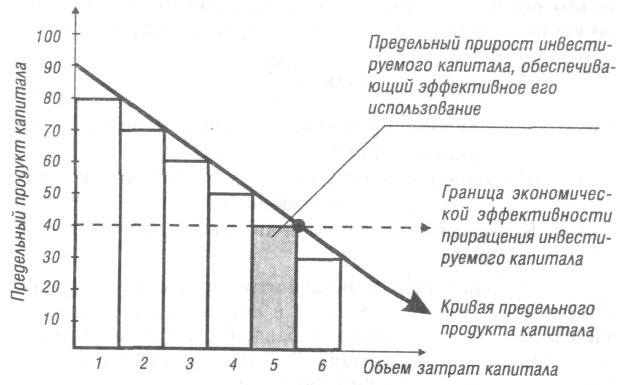 Предельный продукт капитала
100
90
80
70
60
50
40
30
20
10
1 2 3 4 5 6
Объем затрат капитала
Предельный прирост инвести-
руемого капитала, обеспечива-
ющий эффективное его
использование
Граница экономичес-
кой эффективности
приращения инвести-
руемого капитала
Кривая предельного
продукта капитала